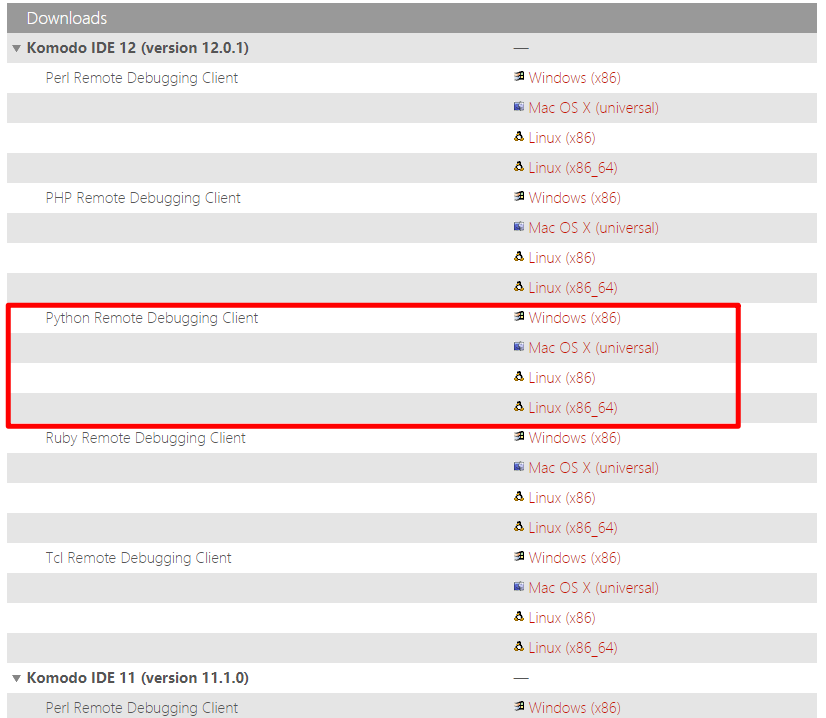 Downloads
Komodo IDE 12 (version 12.0.1) —
Perl Remote Debugging Client Windows (x86)
Mac OS X (universal)
Linux (x86)
Linux (x86_64)
PHP Remote Debugging Client Windows (x86)
Mac OS X (universal)
Linux (x86)
Linux (x86_64)
Python Remote Debugging Client Windows (x86)
Mac OS X (universal)
Linux (x86)
Linux (x86_64)
Ruby Remote Debugging Client Windows (x86)
Mac OS X (universal)
Linux (x86)
Linux (x86_64)
Tcl Remote Debugging Client Windows (x86)
Mac OS X (universal)
Linux (x86)
Linux (x86_64)
Komodo IDE 11 (version 11.1.0) —
Perl Remote Debugging Client Windows (x86)